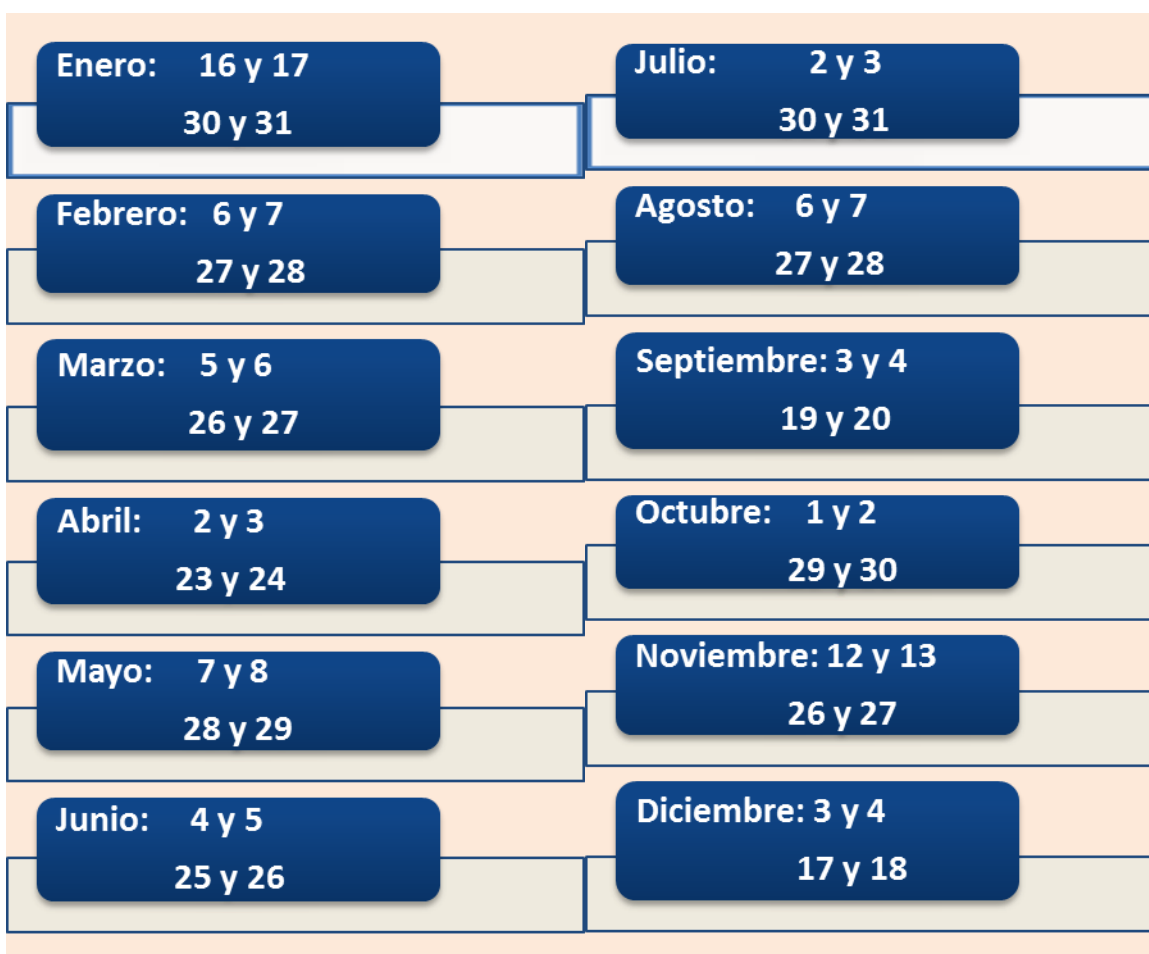 Enero: 16 y 17
30 y 31
Febrero: 6 y 7
27 y 28
Marzo: 5 y 6
26 y 27
Abril: 2 y 3
23 y 24
Mayo: 7 y 8
28 y 29
Junio: 4 y 5
25 y 26
Julio: 2 y 3
30 y 31
Agosto: 6 y 7
27 y 28
Septiembre: 3 y 4
19 y 20
Octubre: 1 y 2
29 y 30
Noviembre: 12 y 13
26 y 27
Diciembre: 3 y 4
17 y 18